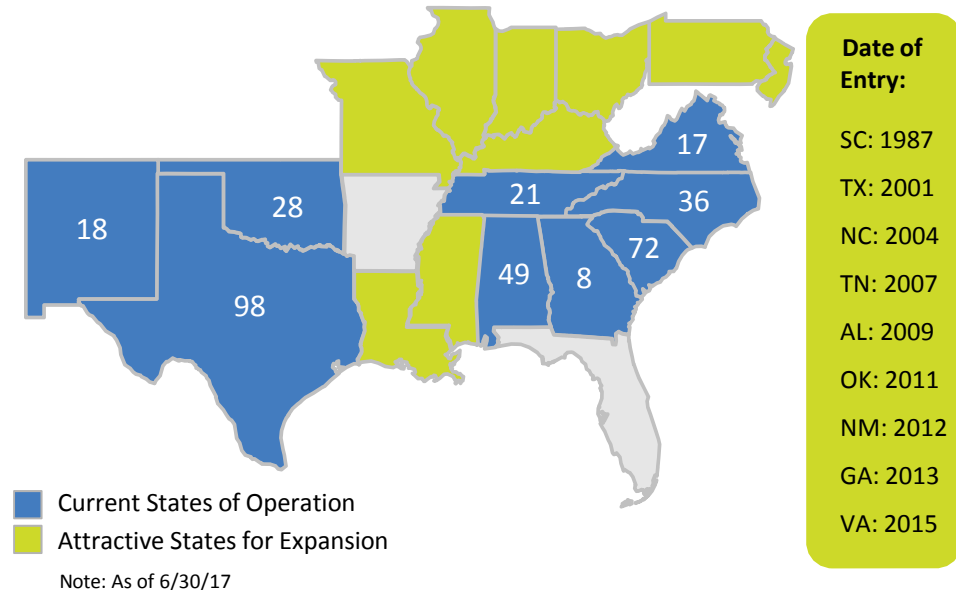 Date of
Entry:
SC: 1987
TX: 2001
NC: 2004
TN: 2007
AL: 2009
OK: 2011
NM: 2012
GA: 2013
VA: 2015
17
21
36
28
18
72
49
8
98
Current States of Operation
Attractive States for Expansion
Note: As of 6/30/17